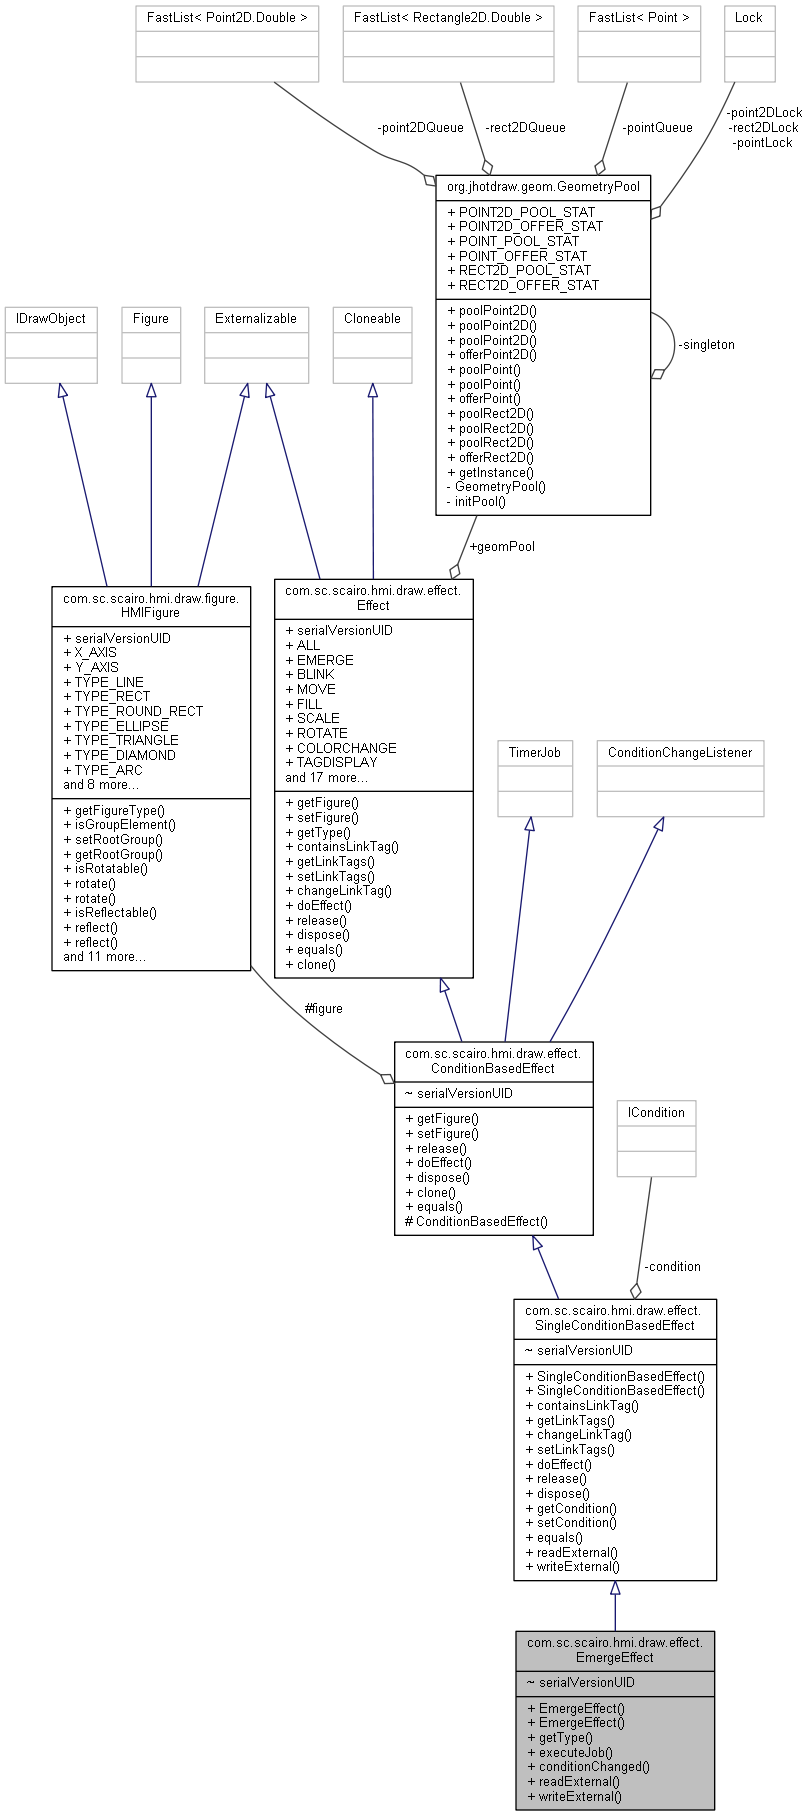 FastList< Point2D.Double >
FastList< Rectangle2D.Double >
FastList< Point >
Lock
-point2DQueue
-rect2DQueue
-pointQueue
-point2DLock
-rect2DLock
-pointLock
org.jhotdraw.geom.GeometryPool
+ POINT2D_POOL_STAT
+ POINT2D_OFFER_STAT
+ POINT_POOL_STAT
+ POINT_OFFER_STAT
+ RECT2D_POOL_STAT
+ RECT2D_OFFER_STAT
+ poolPoint2D()
+ poolPoint2D()
+ poolPoint2D()
+ offerPoint2D()
+ poolPoint()
+ poolPoint()
+ offerPoint()
+ poolRect2D()
+ poolRect2D()
+ poolRect2D()
+ offerRect2D()
+ getInstance()
- GeometryPool()
- initPool()
-singleton
IDrawObject
Figure
Externalizable
Cloneable
+geomPool
com.sc.scairo.hmi.draw.figure.
HMIFigure
+ serialVersionUID
+ X_AXIS
+ Y_AXIS
+ TYPE_LINE
+ TYPE_RECT
+ TYPE_ROUND_RECT
+ TYPE_ELLIPSE
+ TYPE_TRIANGLE
+ TYPE_DIAMOND
+ TYPE_ARC
and 8 more...
+ getFigureType()
+ isGroupElement()
+ setRootGroup()
+ getRootGroup()
+ isRotatable()
+ rotate()
+ rotate()
+ isReflectable()
+ reflect()
+ reflect()
and 11 more...
com.sc.scairo.hmi.draw.effect.
Effect
+ serialVersionUID
+ ALL
+ EMERGE
+ BLINK
+ MOVE
+ FILL
+ SCALE
+ ROTATE
+ COLORCHANGE
+ TAGDISPLAY
and 17 more...
+ getFigure()
+ setFigure()
+ getType()
+ containsLinkTag()
+ getLinkTags()
+ setLinkTags()
+ changeLinkTag()
+ doEffect()
+ release()
+ dispose()
+ equals()
+ clone()
TimerJob
ConditionChangeListener
#figure
com.sc.scairo.hmi.draw.effect.
ConditionBasedEffect
~ serialVersionUID
+ getFigure()
+ setFigure()
+ release()
+ doEffect()
+ dispose()
+ clone()
+ equals()
# ConditionBasedEffect()
ICondition
-condition
com.sc.scairo.hmi.draw.effect.
SingleConditionBasedEffect
~ serialVersionUID
+ SingleConditionBasedEffect()
+ SingleConditionBasedEffect()
+ containsLinkTag()
+ getLinkTags()
+ changeLinkTag()
+ setLinkTags()
+ doEffect()
+ release()
+ dispose()
+ getCondition()
+ setCondition()
+ equals()
+ readExternal()
+ writeExternal()
com.sc.scairo.hmi.draw.effect.
EmergeEffect
~ serialVersionUID
+ EmergeEffect()
+ EmergeEffect()
+ getType()
+ executeJob()
+ conditionChanged()
+ readExternal()
+ writeExternal()